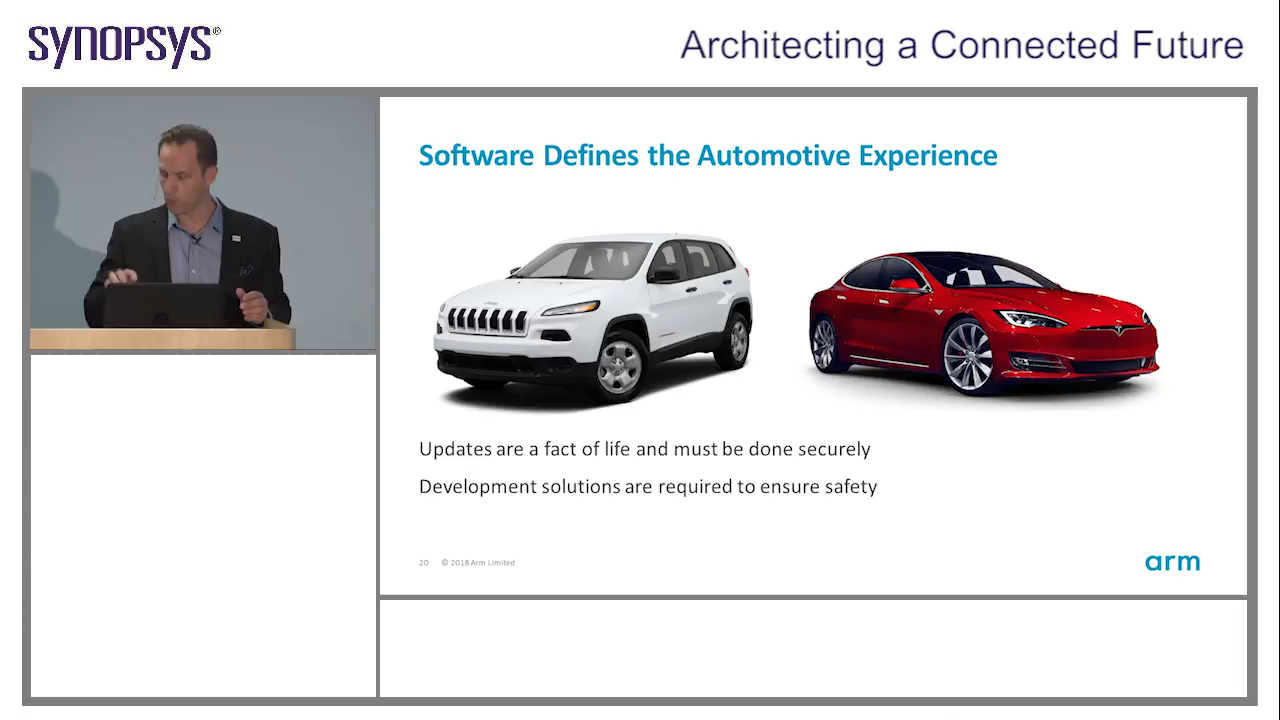 SYNOPSYS®
Architecting a Connected Future
Software Defines the Automotive Experience
Updates are a fact of life and must be done securely
Development solutions are required to ensure safety
20 © 2018 Arm Limited
arm